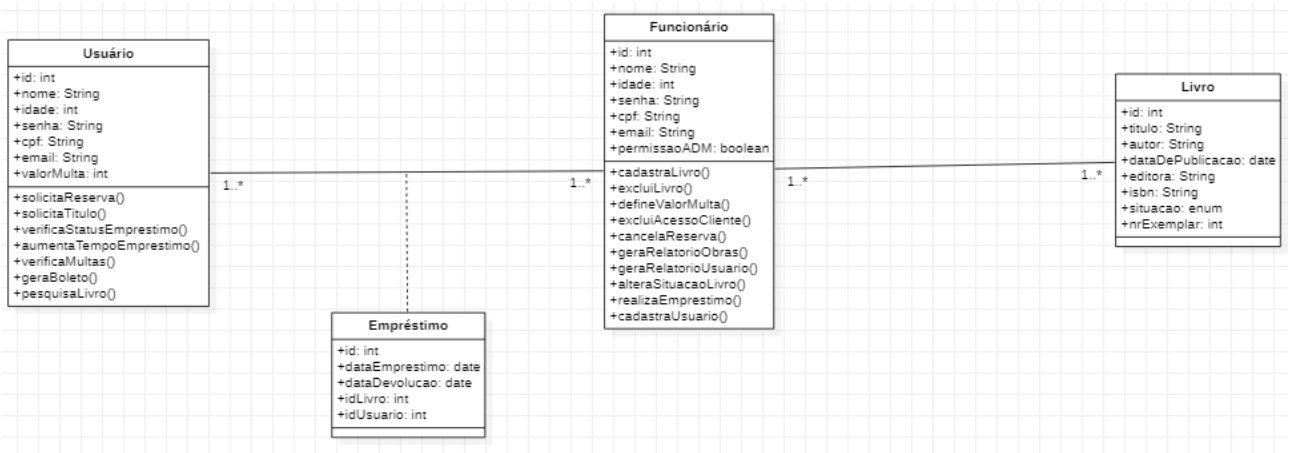 Usuário
+id: int
+nome: String
+idade: int
+senha: String
+cpf: String
+email: String
+valorMulta: int
+solicitaReserva()
+solicitaTitulo()
+verificaStatusEmprestimo()
+aumentaTempoEmprestimo()
+verificaMultas()
+geraBoleto()
+pesquisaLivro()
1..*
1..*
Empréstimo
+id: int
+dataEmprestimo: date
+dataDevolucao: date
+idLivro: int
+idUsuario: int
Funcionário
+id: int
+nome: String
+idade: int
+senha: String
+cpf: String
+email: String
+permissaoADM: boolean
+cadastraLivro()
+excluiLivro()
+defineValorMulta()
+excluiAcessoCliente()
+cancelaReserva()
+geraRelatorioObras()
+geraRelatorioUsuario()
+alteraSituacaoLivro()
+realizaEmprestimo()
+cadastraUsuario()
1..*
1..*
Livro
+id: int
+titulo: String
+autor: String
+dataDePublicacao: date
+editora: String
+isbn: String
+situacao: enum
+nrExemplar: int